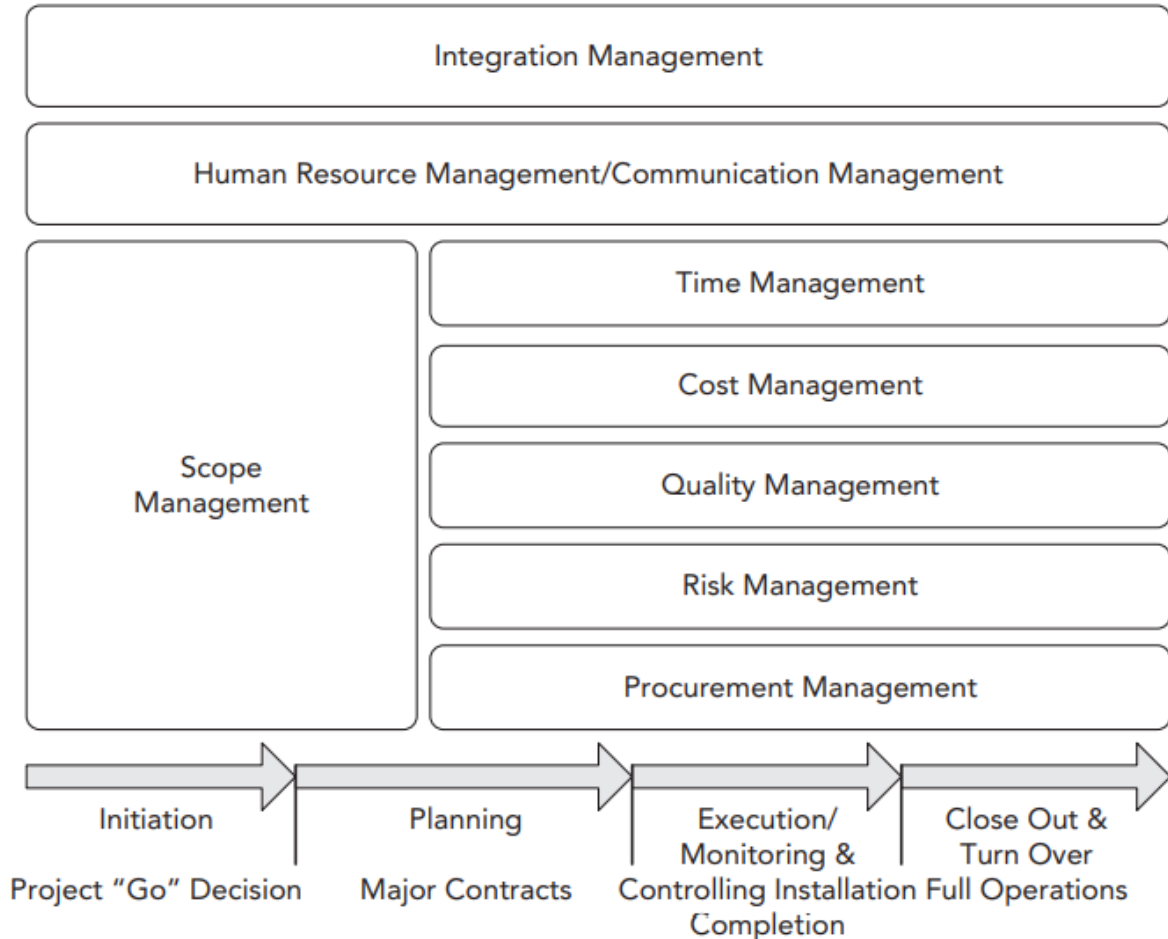 Integration Management
Human Resource Management/Communication Management
Scope
Management
Time Management
Cost Management
Quality Management
Risk Management
Procurement Management
Initiation
Project “Go” Decision
Planning
Major Contracts
Execution/
Monitoring &
Controlling Installation
Completion
Close Out &
Turn Over
Full Operations